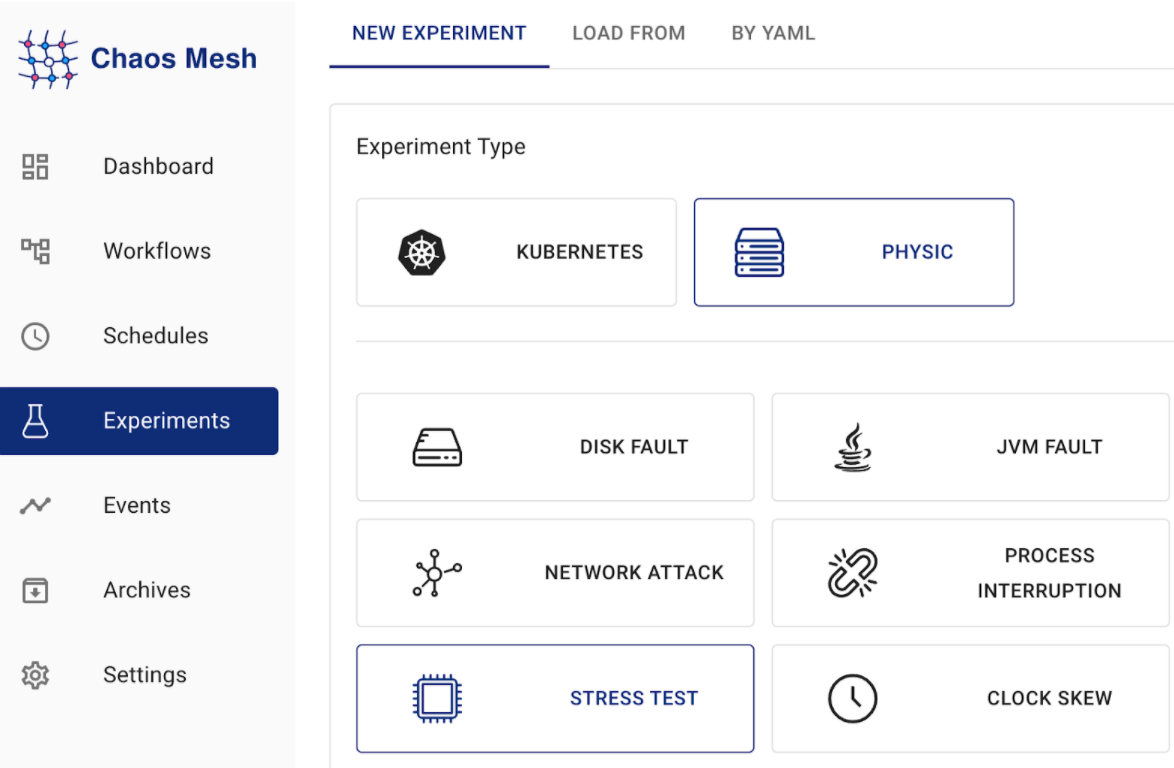 Chaos Mesh
Dashboard
Workflows
Schedules
Experiments
Events
Archives
Settings
NEW EXPERIMENT
LOAD FROM
BY YAML
Experiment Type
KUBERNETES
PHYSIC
DISK FAULT
JVM FAULT
NETWORK ATTACK
PROCESS
INTERRUPTION
STRESS TEST
CLOCK SKEW